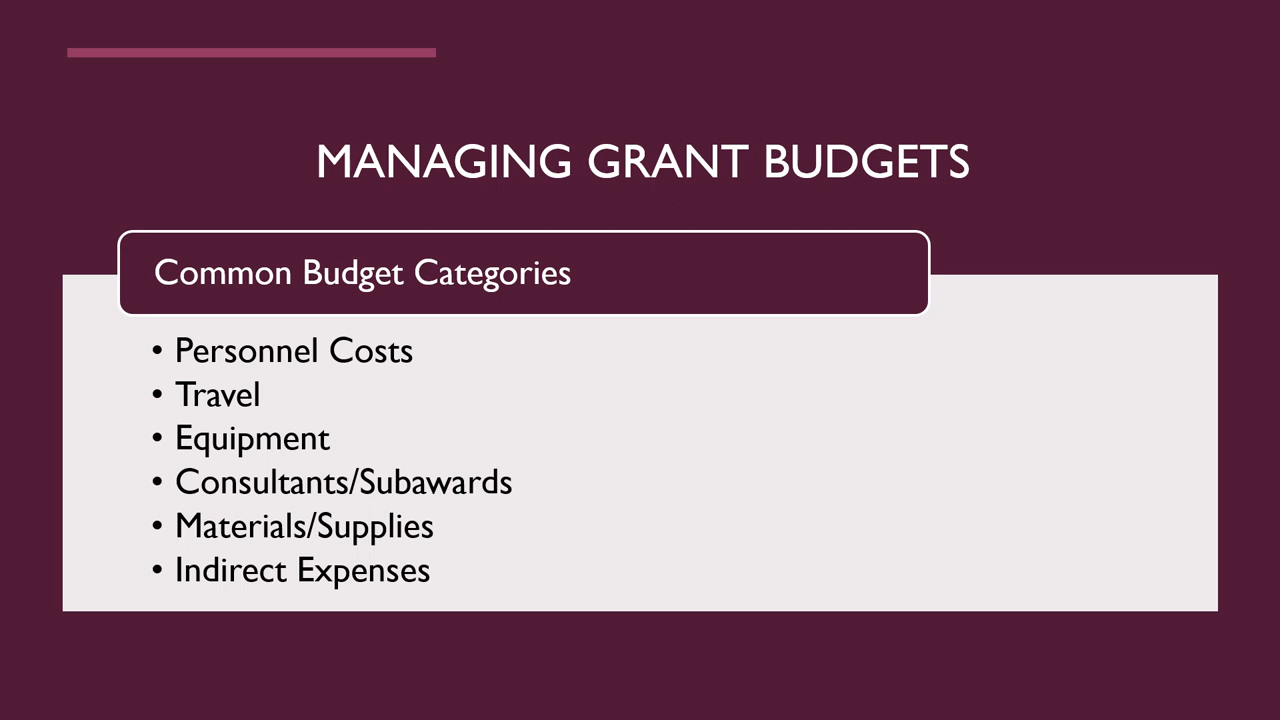 MANAGING GRANT BUDGETS
Common Budget Categories
• Personnel Costs
• Travel
• Equipment
• Consultants/Subawards
• Materials/Supplies
• Indirect Expenses